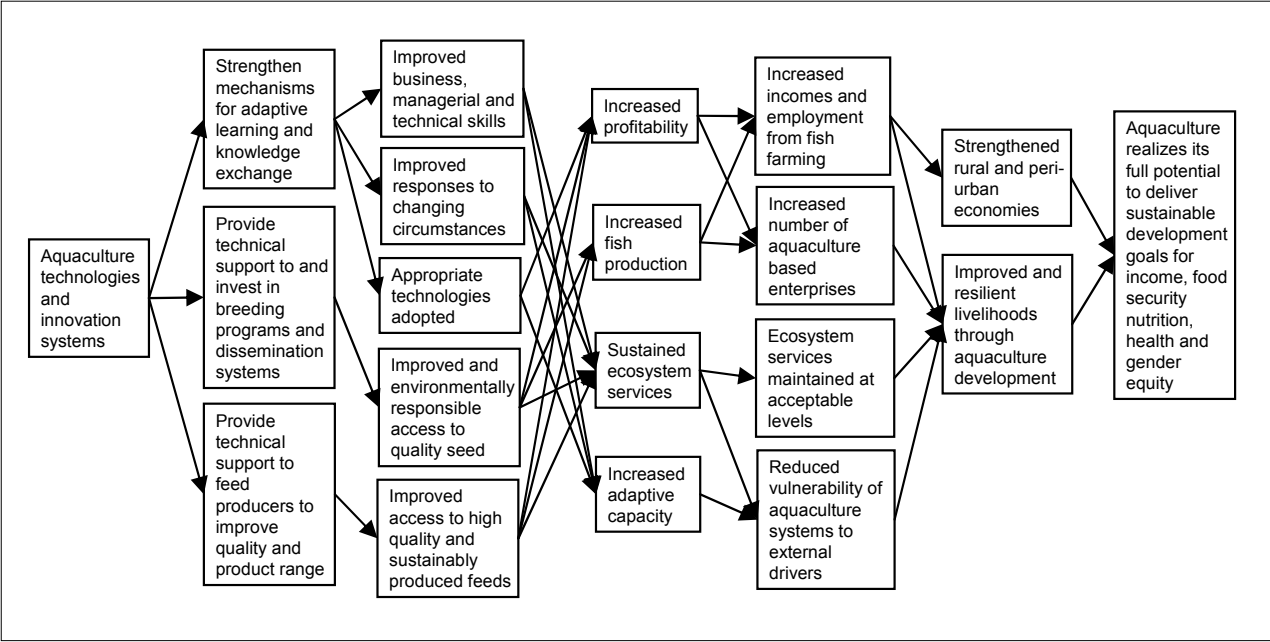 Aquaculture
technologies
and
innovation
systems
Strengthen
mechanisms
for adaptive
learning and
knowledge
exchange
Provide
technical
support to and
invest in
breeding
programs and
dissemination
systems
Provide
technical
support to
feed
producers to
improve
quality and
product range
Improved
business,
managerial and
technical skills
Improved
responses to
changing
circumstances
Appropriate
technologies
adopted
Improved and
environmentally
responsible
access to
quality seed
Improved
access to high
quality and
sustainably
produced feeds
Increased
profitability
Increased
fish
production
Sustained
ecosystem
services
Increased
adaptive
capacity
Increased
incomes and
employment
from fish
farming
Increased
number of
aquaculture
based
enterprises
Ecosystem
services
maintained at
acceptable
levels
Reduced
vulnerability of
aquaculture
systems to
external
drivers
Strengthened
rural and peri-
urban
economies
Improved and
resilient
livelihoods
through
aquaculture
development
Aquaculture
realizes its
full potential
to deliver
sustainable
development
goals for
income, food
security
nutrition,
health and
gender
equity